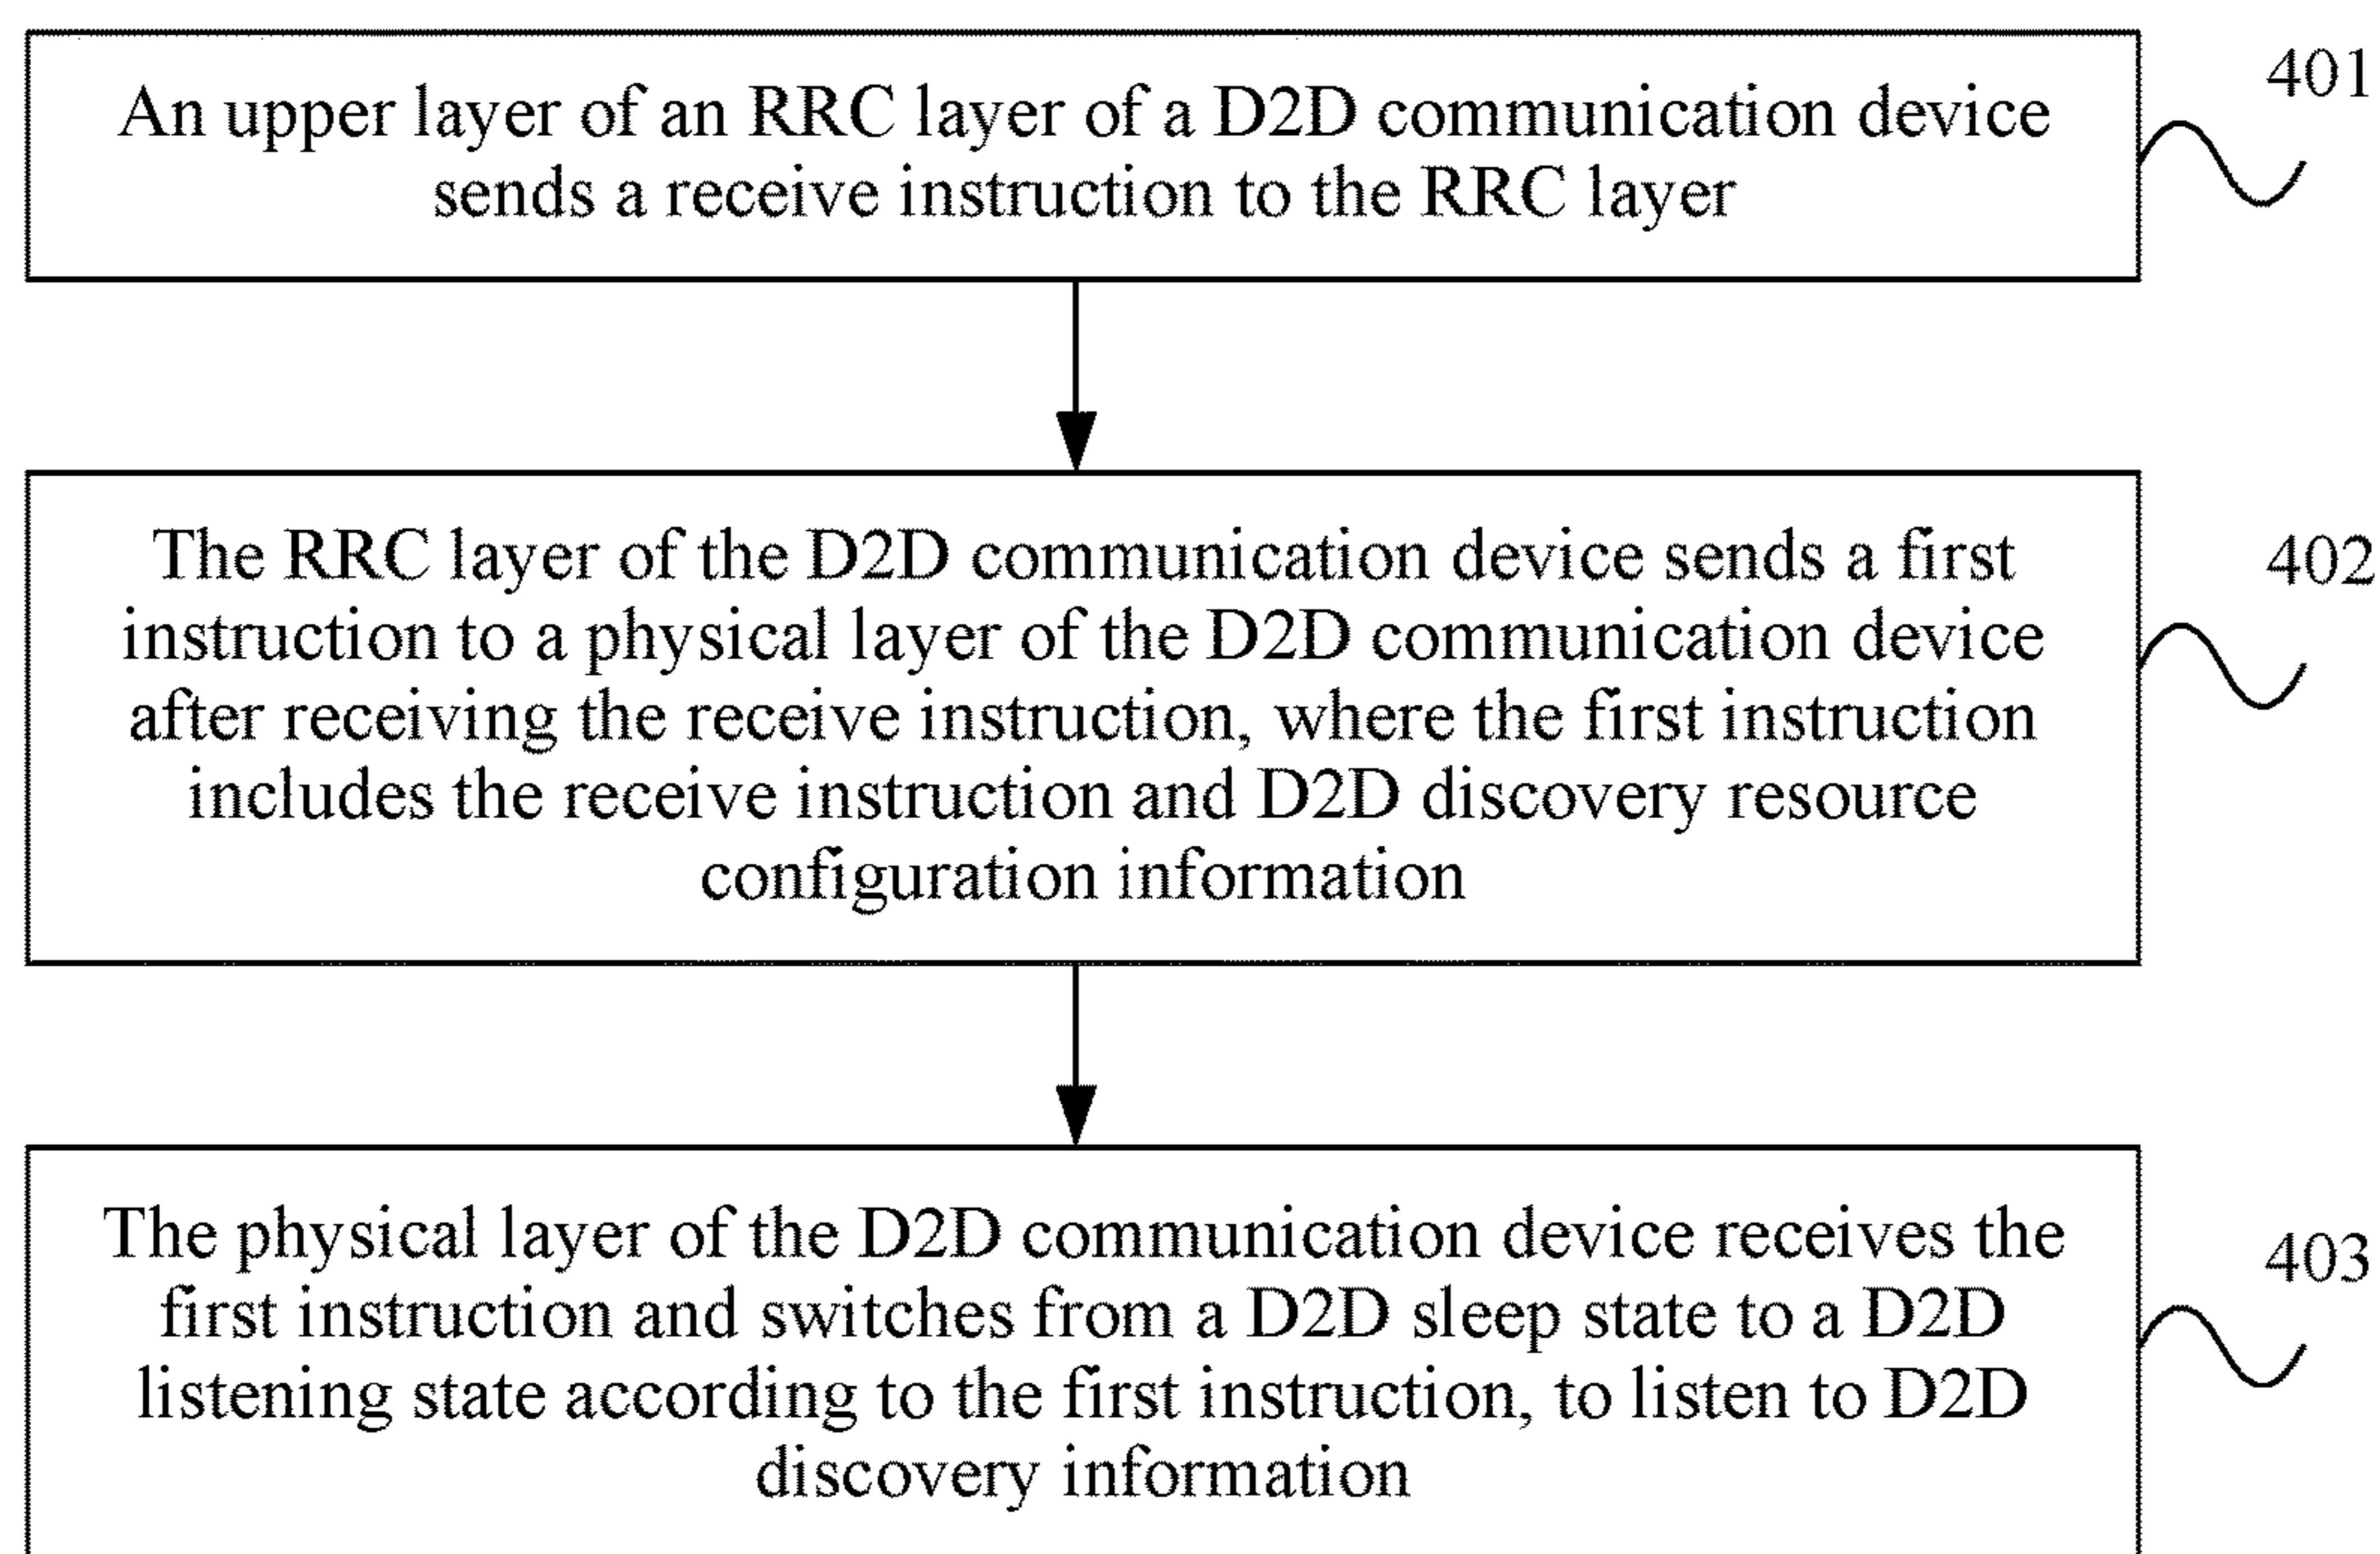 An upper layer of an RRC layer of a D2D communication device
sends a receive instruction to the RRC layer
401
The RRC layer of the D2D communication device sends a first
instruction to a physical layer of the D2D communication device
after receiving the receive instruction, where the first instruction
includes the receive instruction and D2D discovery resource
configuration information
402
The physical layer of the D2D communication device receives the
first instruction and switches from a D2D sleep state to a D2D
listening state according to the first instruction, to listen to D2D
discovery information
403